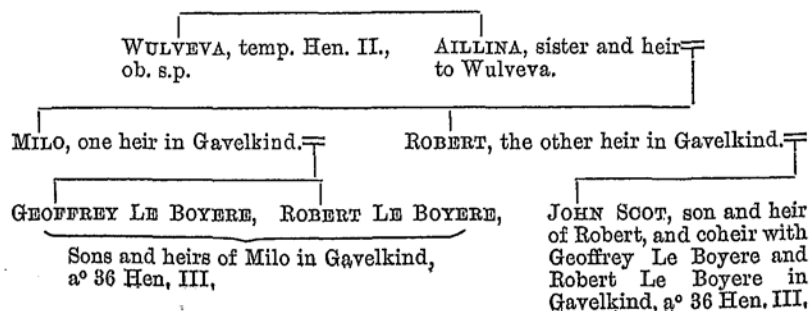 WULVEVA, temp. Hen. II.,
ob. s.p.
AILLINA, sister and heir
to Wulveva.
MILO, one heir in Gavelkind.
ROBERT, the other heir in Gavelkind.
GEOFFREY LE BOYERE, ROBERT LE BOYERE,
Sons and heirs of Milo in Gavelkind,
aº 36 Hen. III,
JOHN SCOT, son and heir
of Robert, and coheir with
Geoffrey Le Boyere and
Robert Le Boyere in
Gavelkind, aº 36 Hen. III,